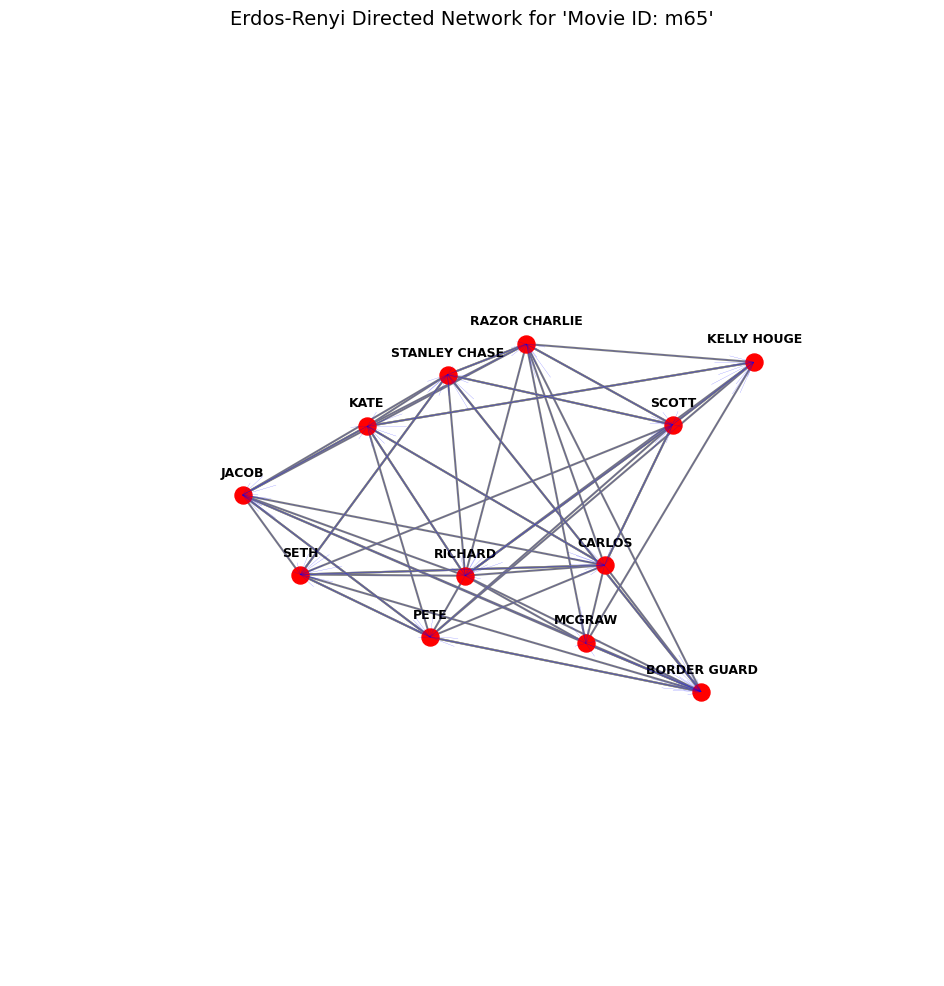 Erdos-Renyi Directed Network for 'Movie ID: m65'
RAZOR CHARLIE
KELLY HOUGE
STANLEY CHASE
KATE
SCOTT
JACOB
CARLOS
SETH
RICHARD
PETE
MCGRAW
BORDER GUARD